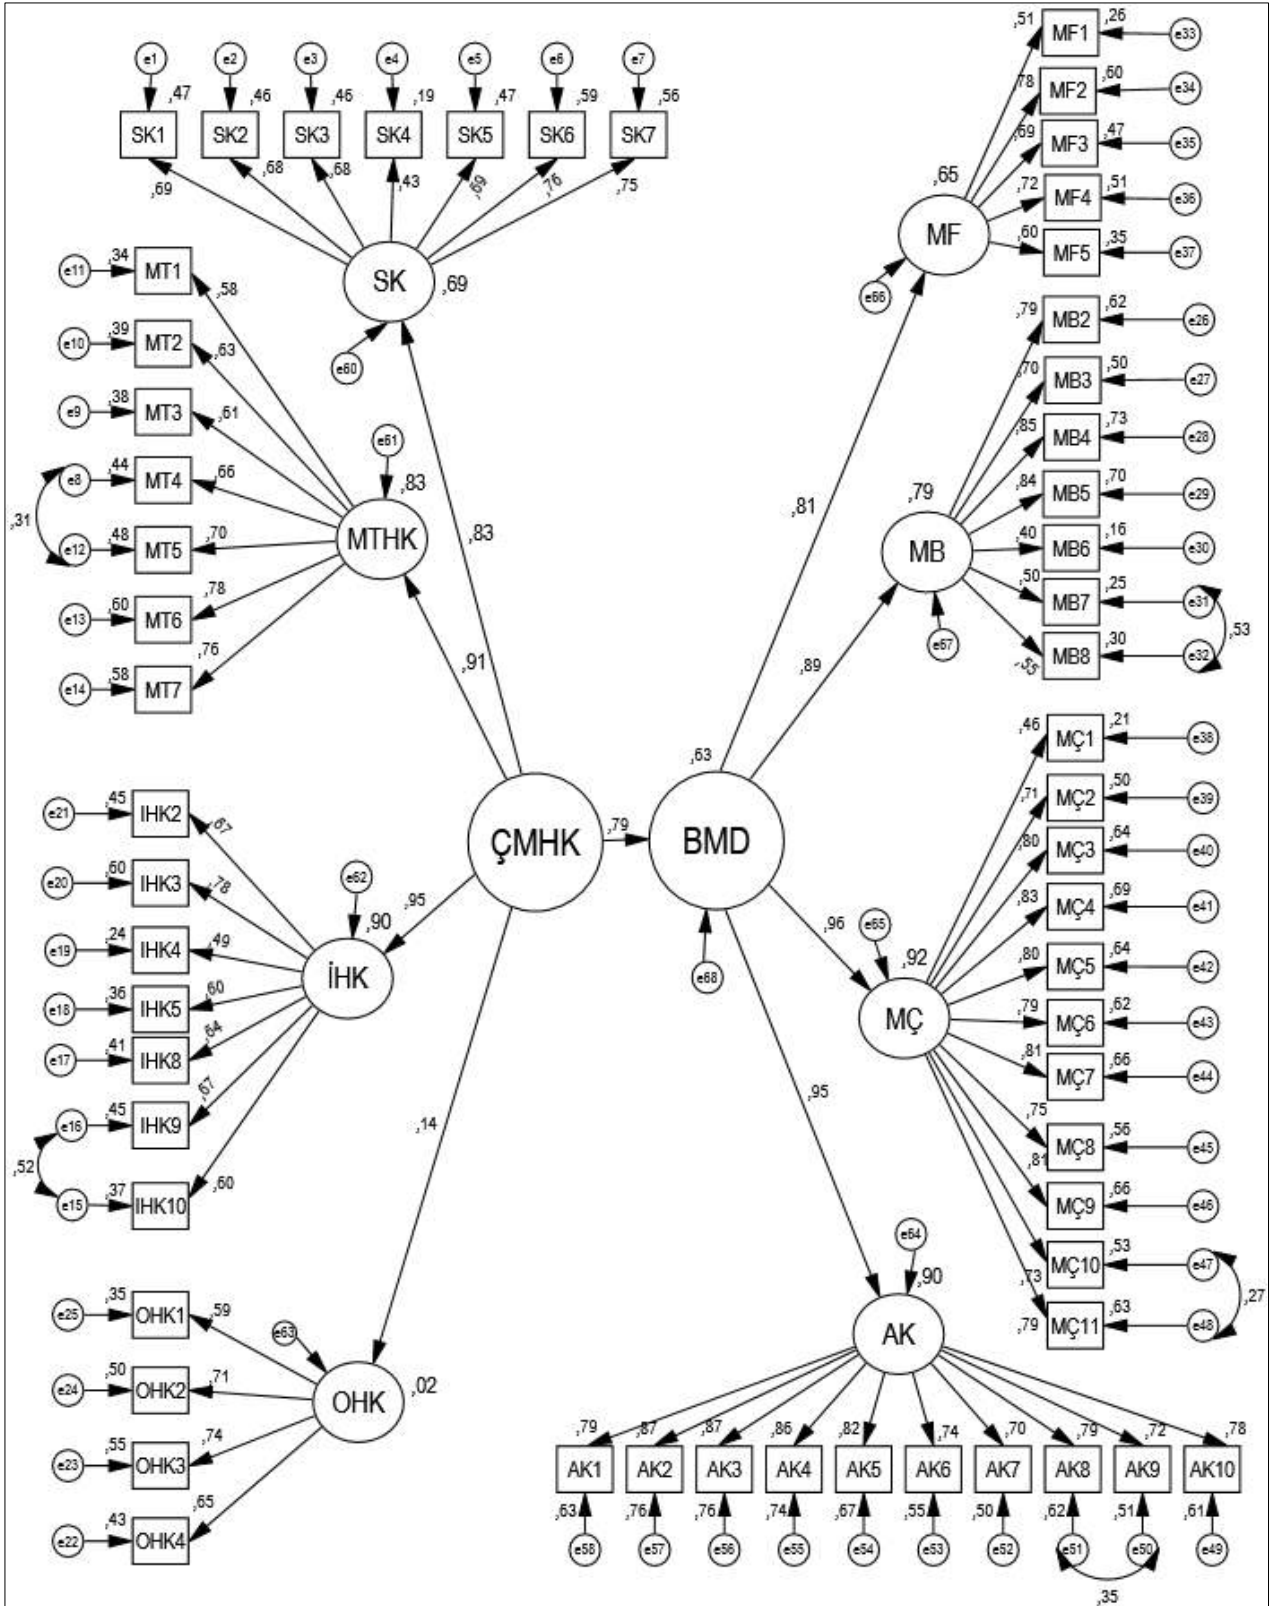 e1 e2 e3 e4 e5 e6 e7
,47 ,46 ,46 ,19 ,47 ,59 ,56
SK1 SK2 SK3 SK4 SK5 SK6 SK7
,69 ,68 ,68 ,43 ,69 ,76 ,75
SK ,69
e60
e11 ,34 MT1 ,58
e10 ,39 MT2 ,63
e9 ,38 MT3 ,61
e8 ,44 MT4 ,66
,31
e12 ,48 MT5 ,70
e13 ,60 MT6 ,78
e14 ,58 MT7 ,76
e61
,83
MTHK
,83
,91
ÇMHK
,79
e21 ,45 IHK2 ,67
e20 ,60 IHK3 ,78
e19 ,24 IHK4 ,49
e18 ,36 IHK5 ,60
e17 ,41 IHK8 ,64
e16 ,45 IHK9 ,67
,52
e15 ,37 IHK10 ,60
e62
,95
,90
İHK
,14
e25 ,35 OHK1 ,59
e24 ,50 OHK2 ,71
e23 ,55 OHK3 ,74
e22 ,43 OHK4 ,65
e63
OHK ,02
,51 MF1 ,26 e33
,78 MF2 ,60 e34
,69 MF3 ,47 e35
,72 MF4 ,51 e36
,60 MF5 ,35 e37
,65
MF
e66
,81
,79 MB2 ,62 e26
,70 MB3 ,50 e27
,85 MB4 ,73 e28
,84 MB5 ,70 e29
,40 MB6 ,16 e30
,50 MB7 ,25 e31
,53
,55 MB8 ,30 e32
,79
MB
e67
,89
,63
BMD
e68
,96
e65
,92
MÇ
,46 MÇ1 ,21 e38
,71 MÇ2 ,50 e39
,80 MÇ3 ,64 e40
,83 MÇ4 ,69 e41
,80 MÇ5 ,64 e42
,79 MÇ6 ,62 e43
,81 MÇ7 ,66 e44
,75 MÇ8 ,56 e45
,81 MÇ9 ,66 e46
,73 MÇ10 ,53 e47
,27
,79 MÇ11 ,63 e48
,95
e64
,90
AK
,79 ,87 ,87 ,86 ,82 ,74 ,70 ,79 ,72 ,78
AK1 AK2 AK3 AK4 AK5 AK6 AK7 AK8 AK9 AK10
,63 ,76 ,76 ,74 ,67 ,55 ,50 ,62 ,51 ,61
e58 e57 e56 e55 e54 e53 e52 e51 e50 e49
,35